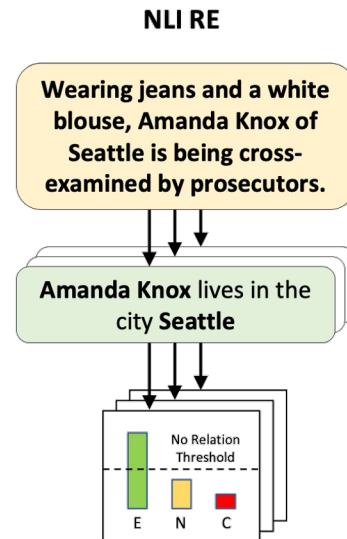 NLI RE
Wearing jeans and a white
blouse, Amanda Knox of
Seattle is being cross-
examined by prosecutors.
Amanda Knox lives in the
city Seattle
No Relation
Threshold
E N C